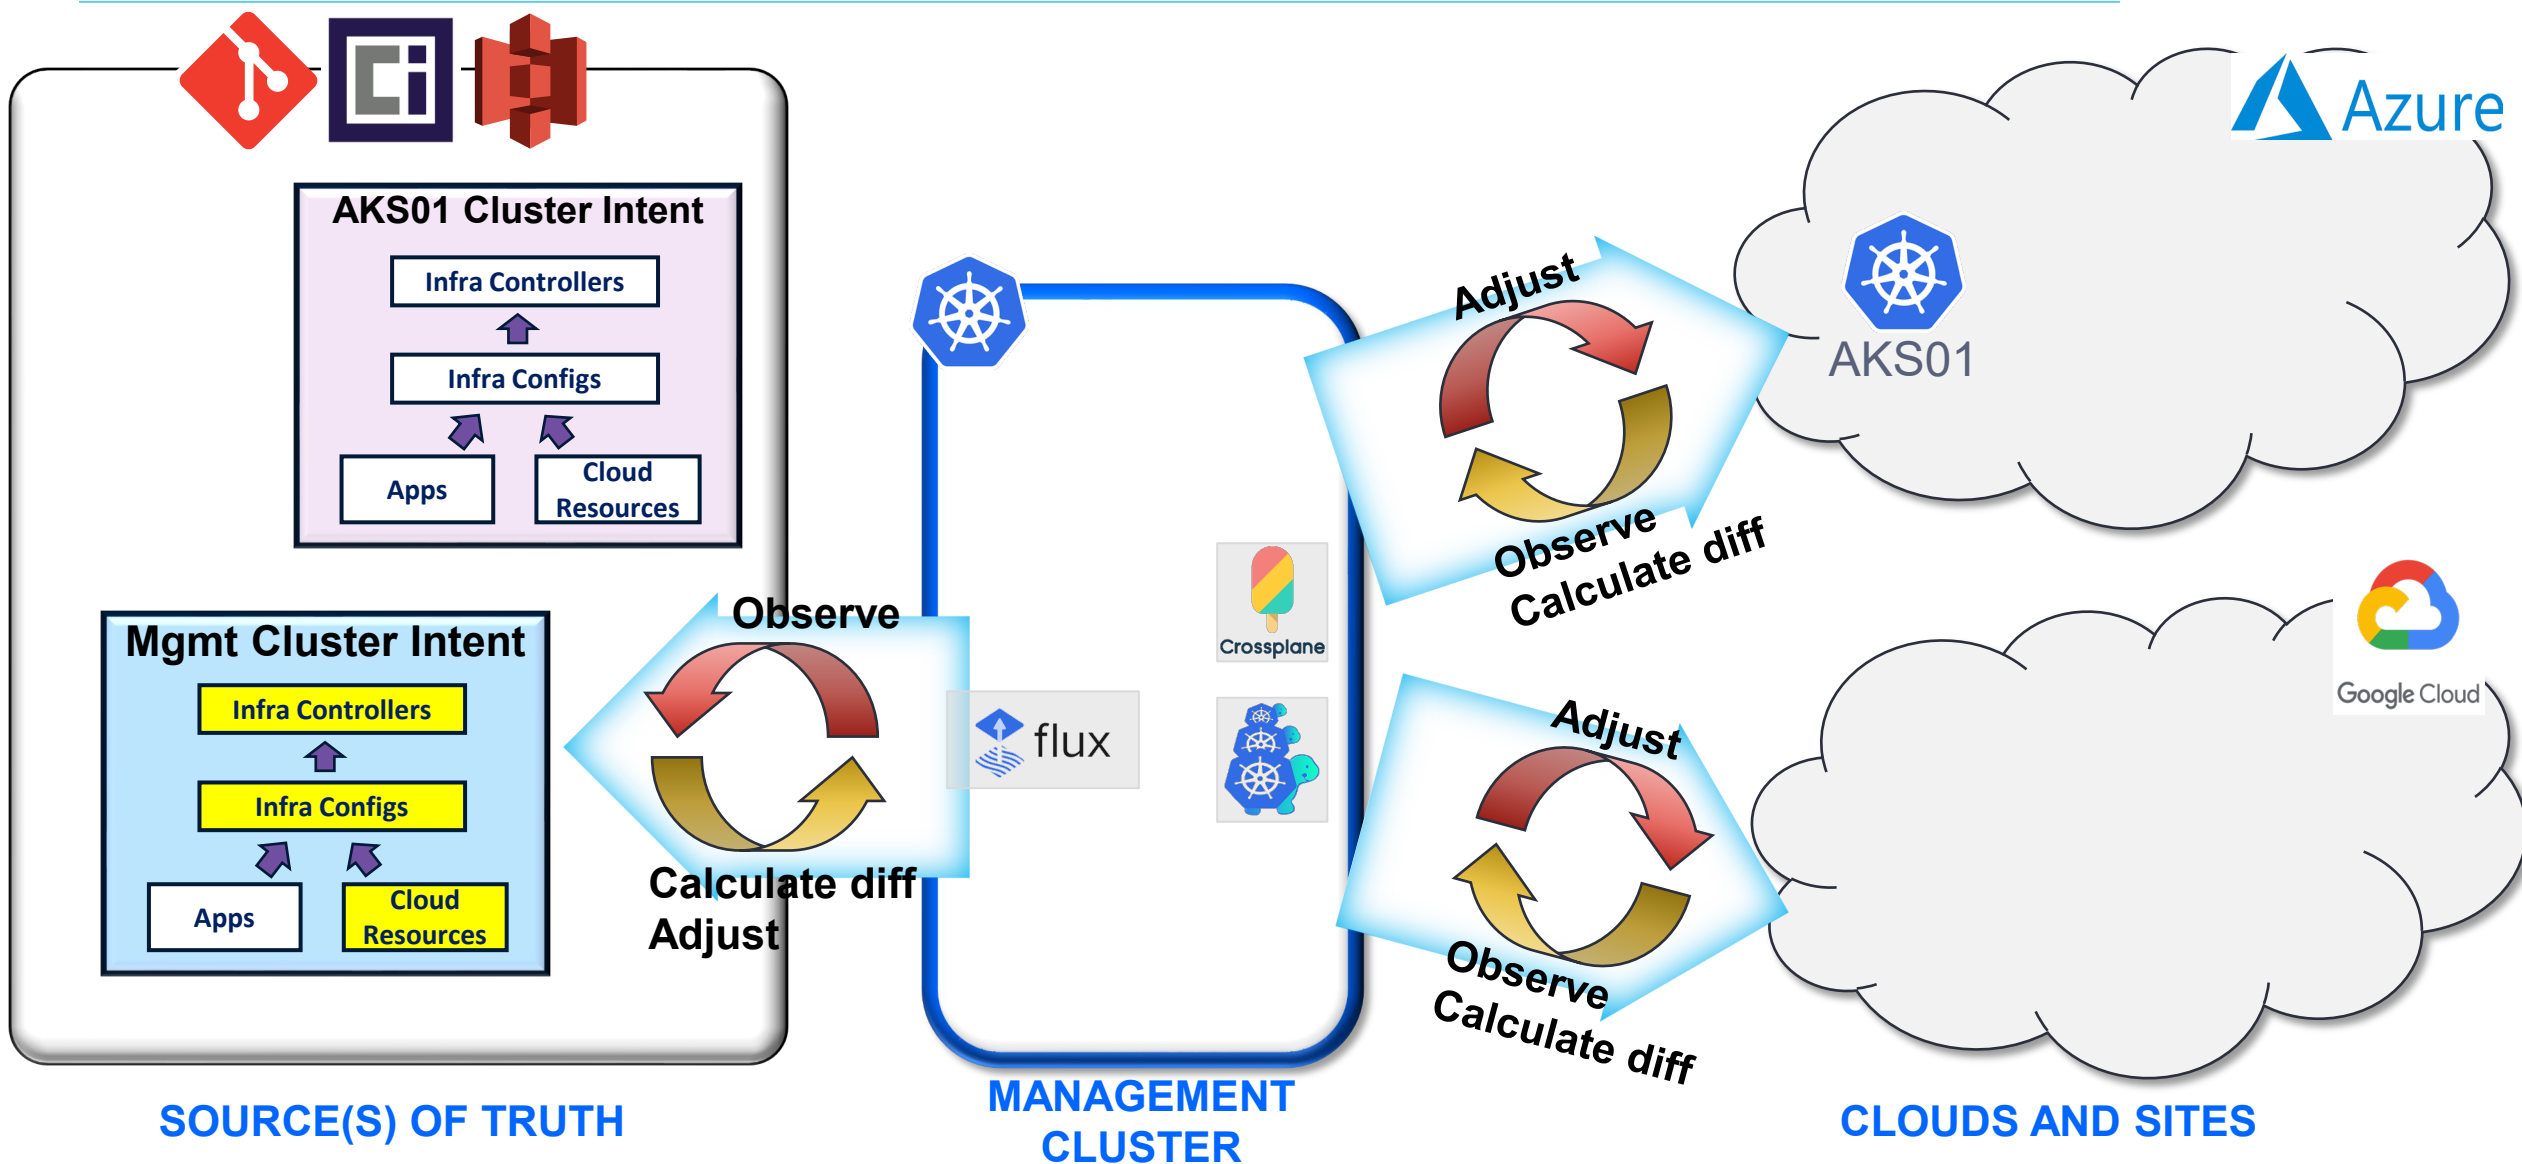 Ci
AKS01 Cluster Intent
Infra Controllers
Infra Configs
Apps
Cloud
Resources
Mgmt Cluster Intent
Infra Controllers
Infra Configs
Apps
Cloud
Resources
SOURCE(S) OF TRUTH
Observe
Calculate diff
Adjust
flux
Crossplane
MANAGEMENT
CLUSTER
Adjust
Observe
Calculate diff
Adjust
Observe
Calculate diff
Azure
AKS01
Google Cloud
CLOUDS AND SITES